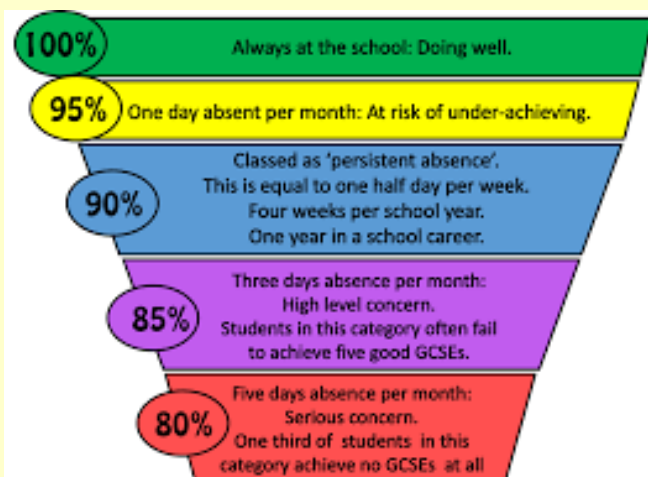 100%
Always at the school: Doing well.
95%
One day absent per month: At risk of under-achieving.
90%
Classed as 'persistent absence'.
This is equal to one half day per week.
Four weeks per school year.
One year in a school career.
85%
Three days absence per month:
High level concern.
Students in this category often fail
to achieve five good GCSEs.
80%
Five days absence per month:
Serious concern.
One third of students in this
category achieve no GCSEs at all